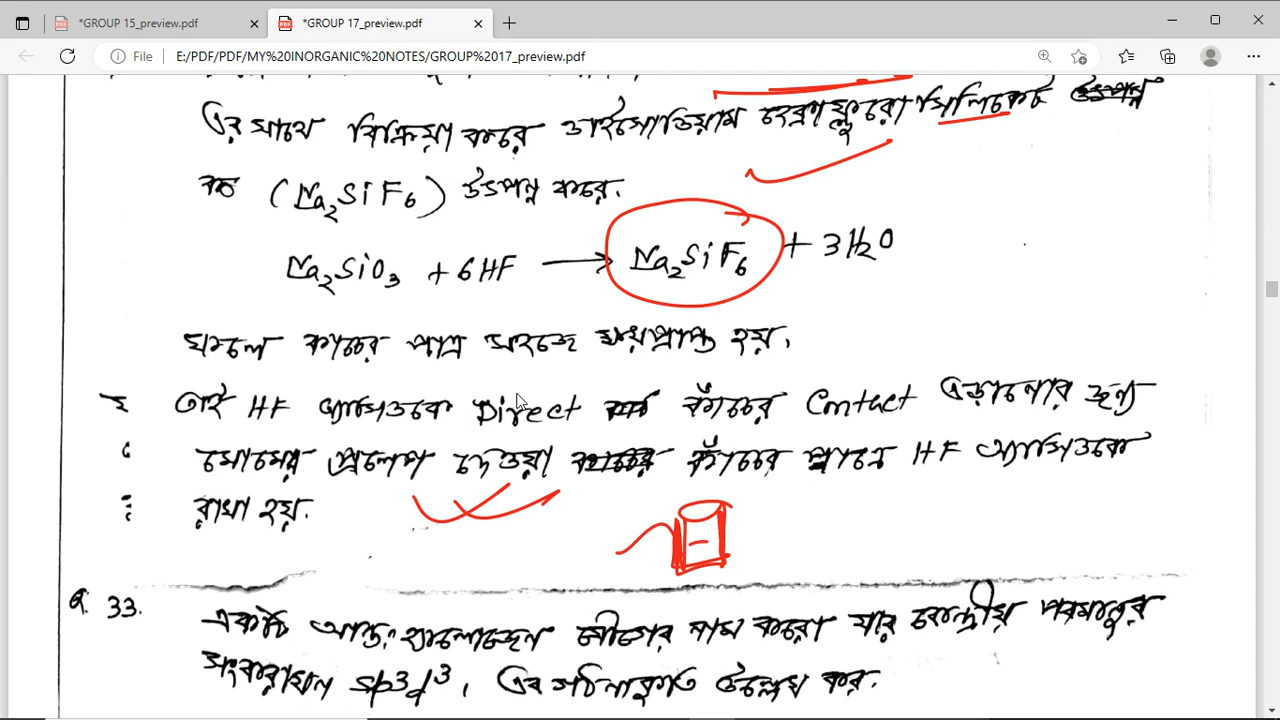 *GROUP 15_preview.pdf
*GROUP 17_preview.pdf
File E:/PDF/PDF/MY%20INORGANIC%20NOTES/GROUP%2017_preview.pdf
এর সাথে বিক্রিয়া করে ডাইসোডিয়াম হেক্সাফ্লুরো সিলিকেট
(Na₂SiF₆) উৎপন্ন করে.
Na₂SiO₃ + 6HF ⟶ Na₂SiF₆ + 3H₂O
ফলে কাচের পাত্র সহজে ক্ষয়প্রাপ্ত হয়.
তাই HF অ্যাসিডকে Direct কাঁচের Contact এড়ানোর জন্য
মোমের প্রলেপ দেওয়া কাঁচের পাত্রে HF অ্যাসিডকে
রাখা হয়.
Q. 33. একটি আন্তঃহ্যালোজেন যৌগের নাম করো যার কেন্দ্রীয় পরমাণুর
সংকরায়ন sp³d³, এর গঠনাকৃতি উল্লেখ কর.